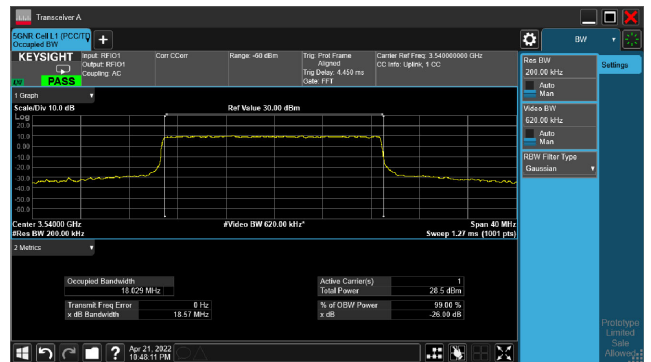 Transceiver A
5GNR Cell L1 (PCC/TD
Occupied BW
KEYSIGHT
PASS
Input: RFIO1
Output: RFIO1
Coupling: AC
Corr CCorr
Range: -60 dBm
Trig: Prot Frame
Aligned
Trig Delay: 4.450 ms
Gate: FFT
Carrier Ref Freq: 3.540000000 GHz
CC Info: Uplink, 1 CC
BW
Settings
Res BW
200.00 kHz
Auto
Man
Video BW
620.00 kHz
Auto
Man
RBW Filter Type
Gaussian
1 Graph
Scale/Div 10.0 dB
Ref Value 30.00 dBm
Log
20.0
10.0
0.00
-10.0
-20.0
-30.0
-40.0
-50.0
-60.0
Center 3.54000 GHz
#Video BW 620.00 kHz*
Span 40 MHz
#Res BW 200.00 kHz
Sweep 1.27 ms (1001 pts)
2 Metrics
Occupied Bandwidth
18.029 MHz
Transmit Freq Error 0 Hz
x dB Bandwidth 18.57 MHz
Active Carrier(s) 1
Total Power 28.5 dBm
% of OBW Power 99.00 %
x dB -26.00 dB
Prototype
Limited
Sale
Allowed
Apr 21, 2022
10:48:11 PM